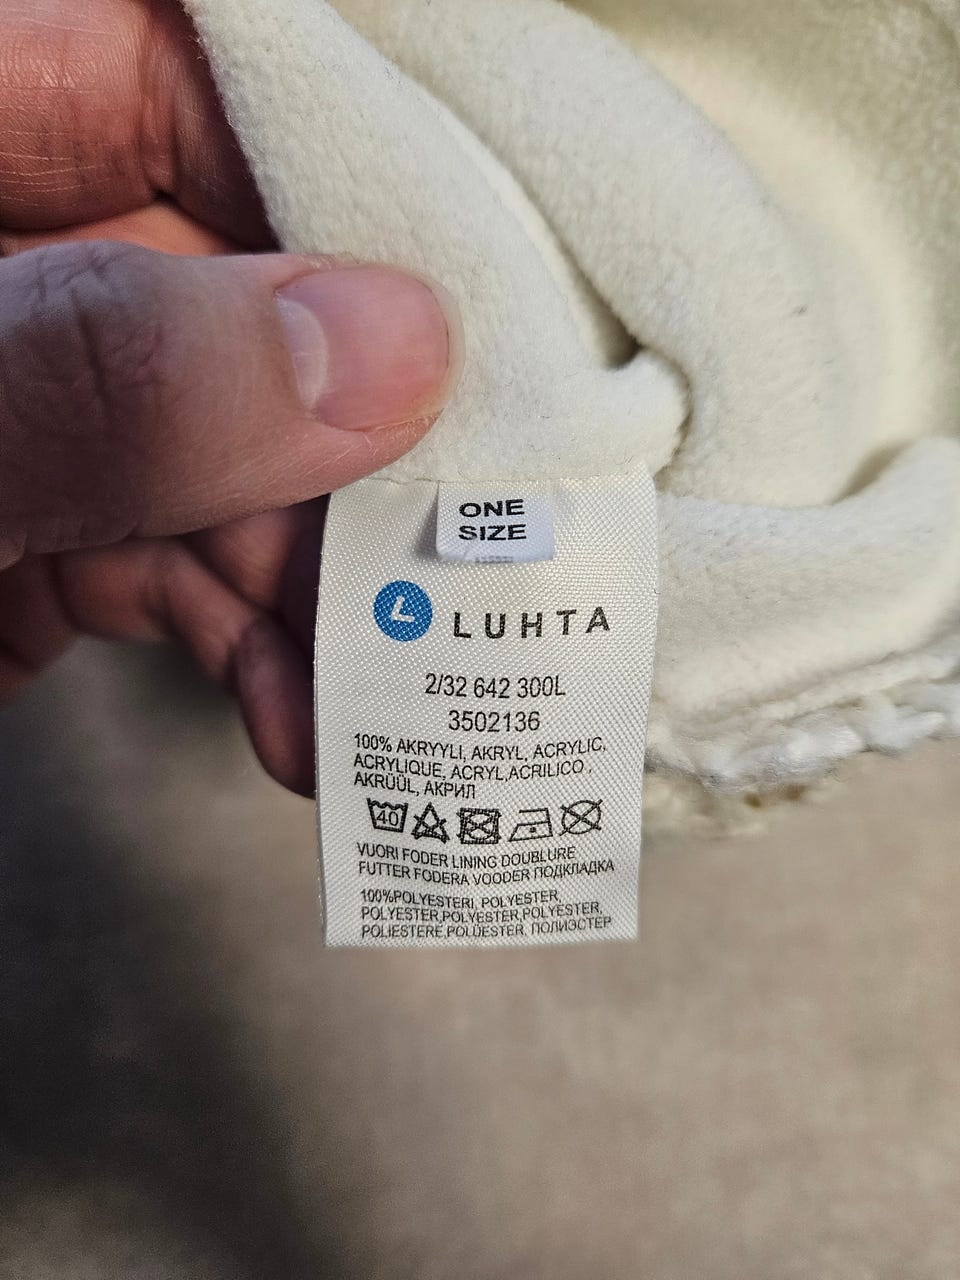 ONE
SIZE
L LUHTA
2/32 642 300L
3502136
100% AKRYYLI, AKRYL, ACRYLIC,
ACRYLIQUE, ACRYL,ACRILICO ,
AKRÜÜL, АКРИЛ
40
VUORI FODER LINING DOUBLURE
FUTTER FODERA VOODER ПОДКЛАДКА
100%POLYESTERI, POLYESTER,
POLYESTER,POLYESTER,POLYESTER,
POLIESTERE,POLÜESTER, ПОЛИЭСТЕР